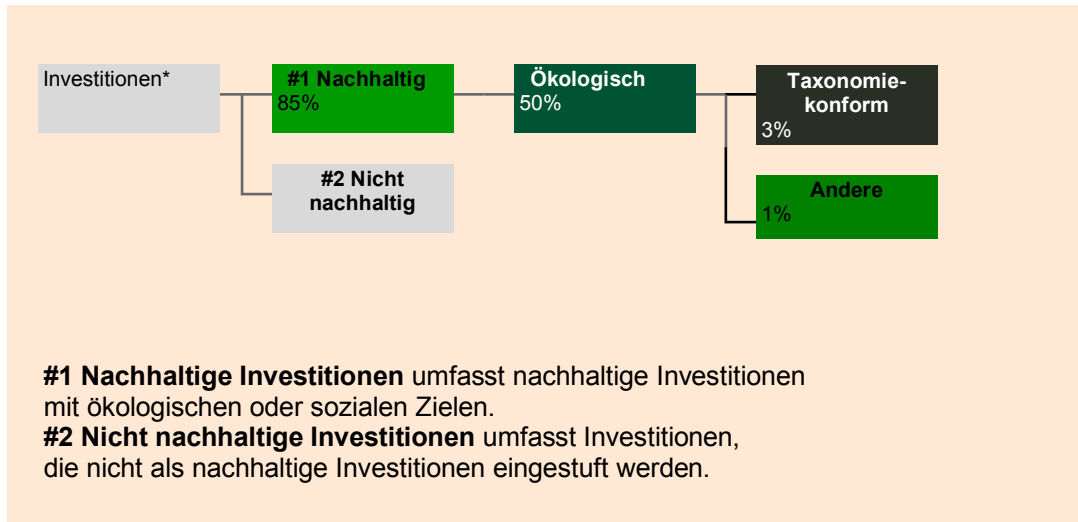 Investitionen*
#1 Nachhaltig
85%
Ökologisch
50%
Taxonomie-
konform
3%
#2 Nicht
nachhaltig
Andere
1%
#1 Nachhaltige Investitionen umfasst nachhaltige Investitionen
mit ökologischen oder sozialen Zielen.
#2 Nicht nachhaltige Investitionen umfasst Investitionen,
die nicht als nachhaltige Investitionen eingestuft werden.